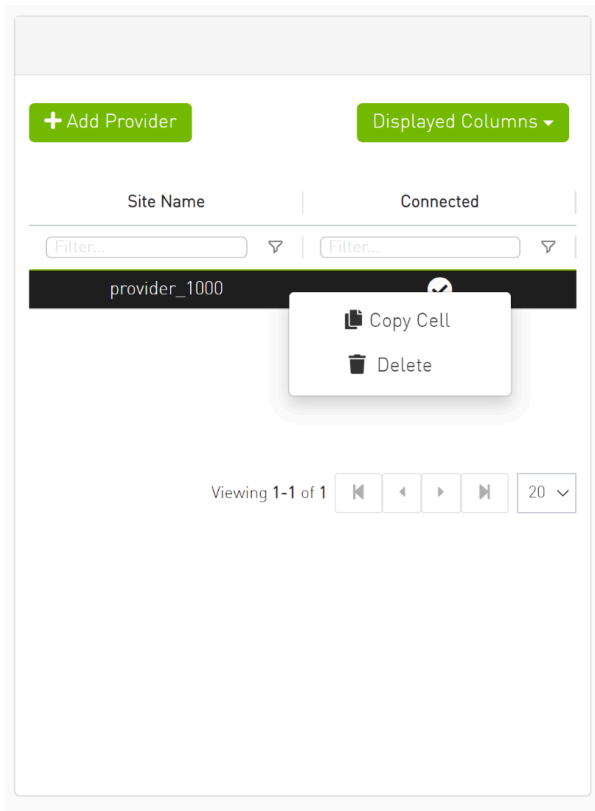 Add Provider Displayed Columns
Site Name Connected
Filter... Filter...
provider_1000
Copy Cell
Delete
Viewing 1-1 of 1 20